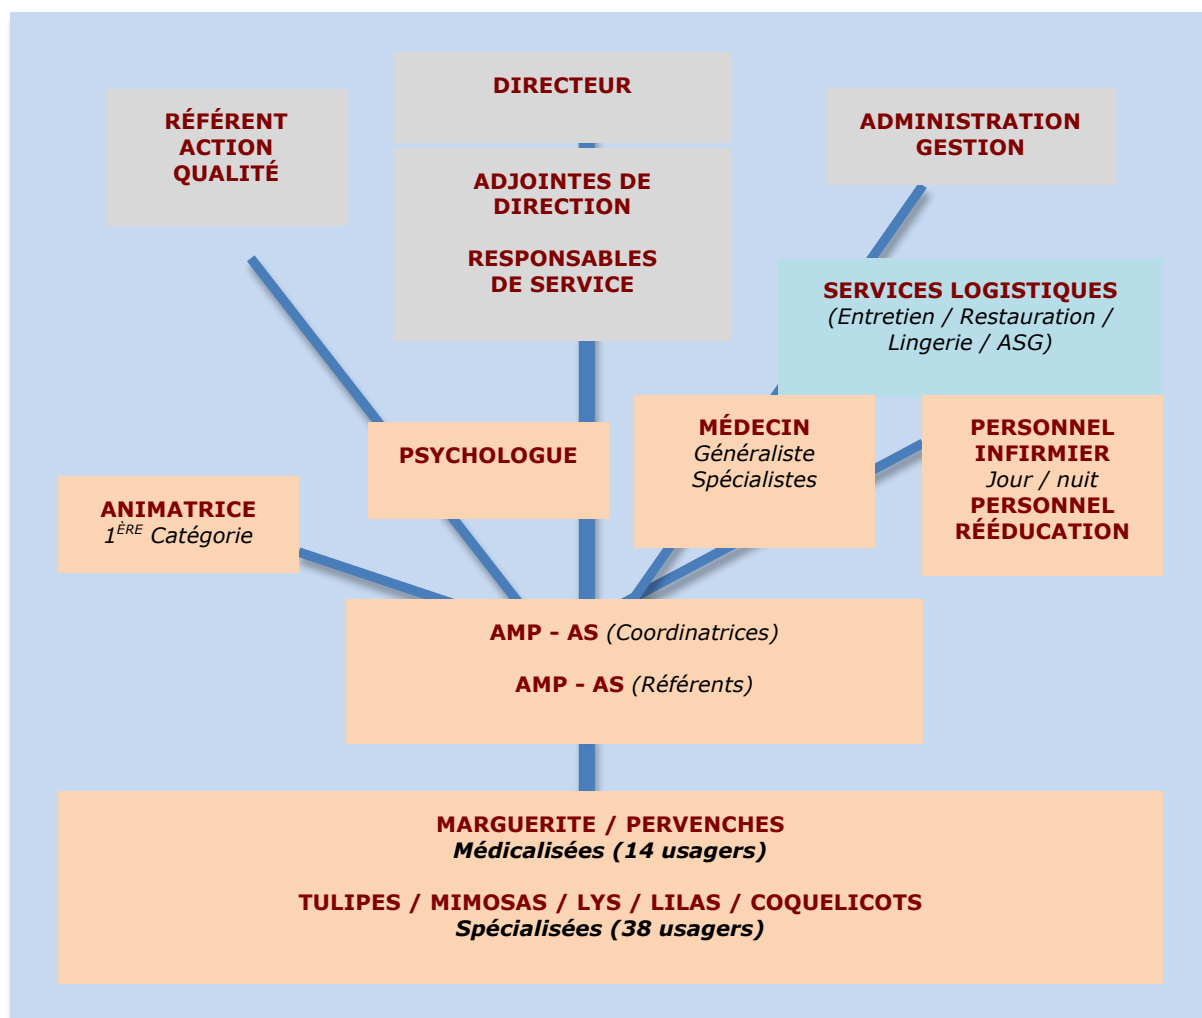 DIRECTEUR
RÉFÉRENT
ACTION
QUALITÉ
ADMINISTRATION
GESTION
ADJOINTES DE
DIRECTION
RESPONSABLES
DE SERVICE
SERVICES LOGISTIQUES
(Entretien / Restauration /
Lingerie / ASG)
PSYCHOLOGUE
MÉDECIN
Généraliste
Spécialistes
PERSONNEL
INFIRMIER
Jour / nuit
PERSONNEL
RÉÉDUCATION
ANIMATRICE
1ÈRE Catégorie
AMP - AS (Coordinatrices)
AMP - AS (Référents)
MARGUERITE / PERVENCHES
Médicalisées (14 usagers)
TULIPES / MIMOSAS / LYS / LILAS / COQUELICOTS
Spécialisées (38 usagers)